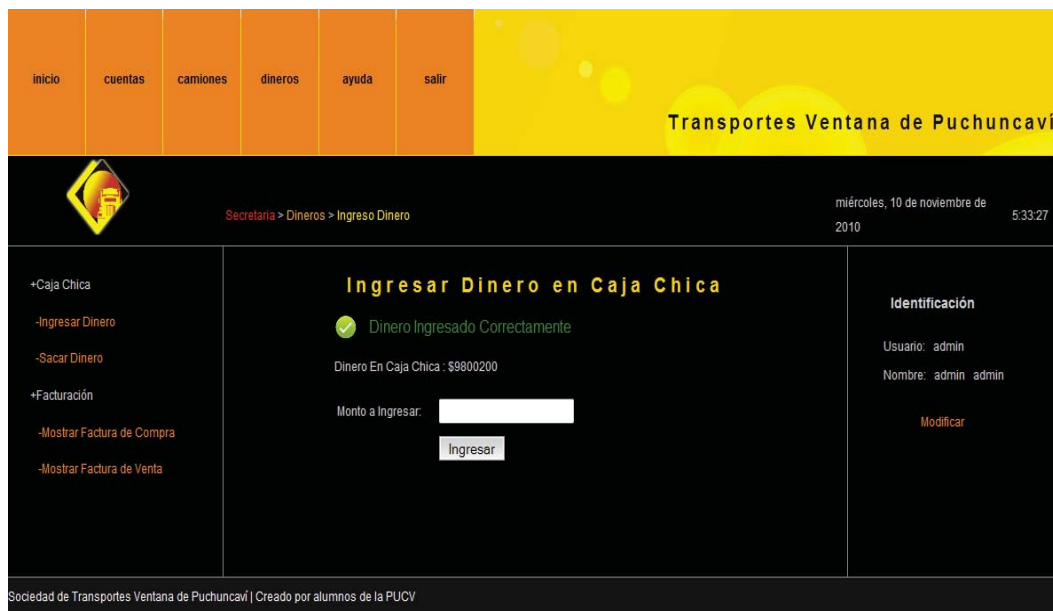 inicio cuentas camiones dineros ayuda salir
Transportes Ventana de Puchuncaví
Secretaria > Dineros > Ingreso Dinero
miércoles, 10 de noviembre de
2010
5:33:27
+Caja Chica
-Ingresar Dinero
-Sacar Dinero
+Facturación
-Mostrar Factura de Compra
-Mostrar Factura de Venta
Ingresar Dinero en Caja Chica
Dinero Ingresado Correctamente
Dinero En Caja Chica : $9800200
Monto a Ingresar:
Ingresar
Identificación
Usuario: admin
Nombre: admin admin
Modificar
Sociedad de Transportes Ventana de Puchuncaví | Creado por alumnos de la PUCV